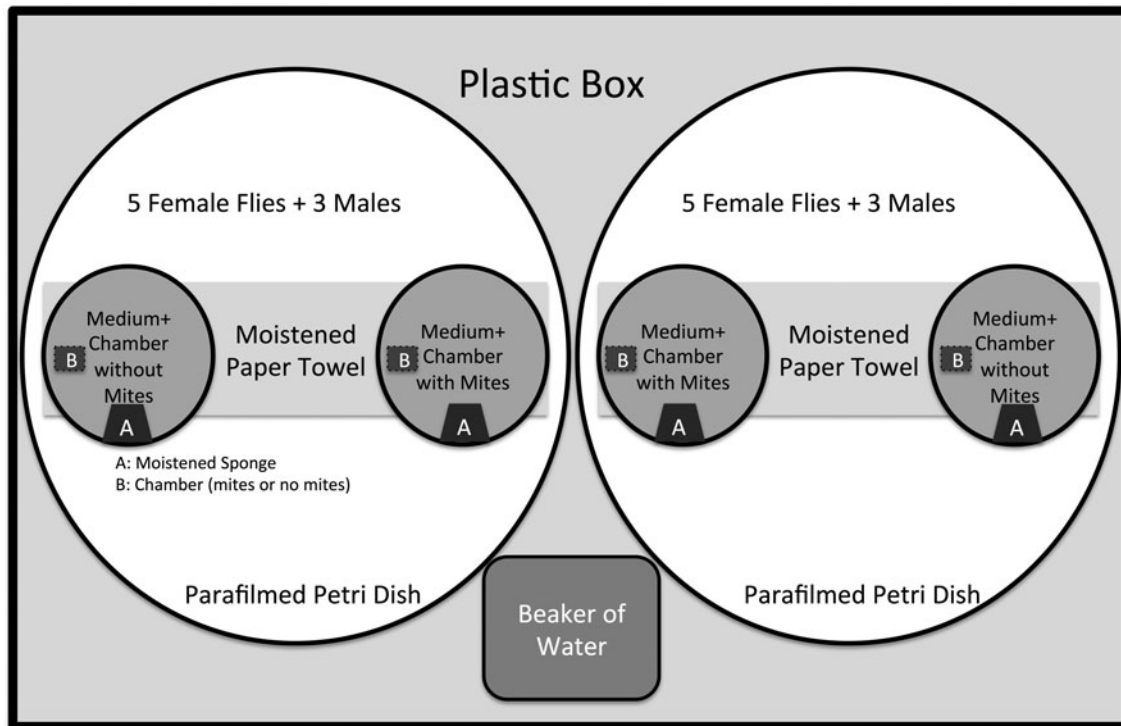 Plastic Box
5 Female Flies + 3 Males
5 Female Flies + 3 Males
Medium+
Chamber
without
Mites
B
A
Moistened
Paper Towel
Medium+
Chamber
with Mites
B
A
Medium+
Chamber
with Mites
B
A
Moistened
Paper Towel
Medium+
Chamber
without
Mites
B
A
A: Moistened Sponge
B: Chamber (mites or no mites)
Parafilmed Petri Dish
Parafilmed Petri Dish
Beaker of
Water